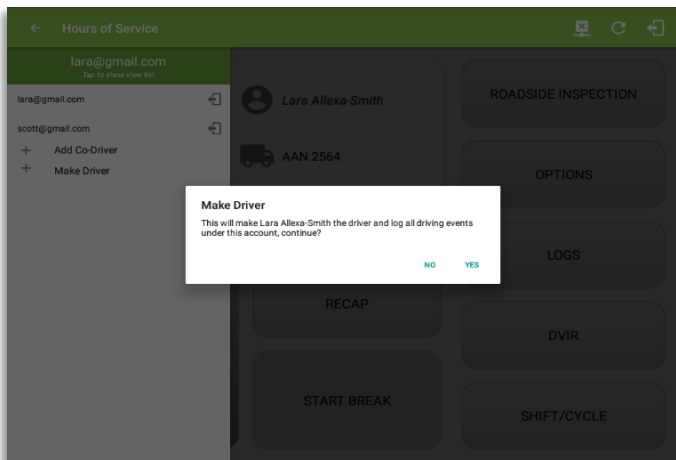 Hours of Service
lara@gmail.com
Tap to show view list
lara@gmail.com
scott@gmail.com
Add Co-Driver
Make Driver
Lara Allexa-Smith
AAN 2564
ROADSIDE INSPECTION
OPTIONS
Make Driver
This will make Lara Allexa-Smith the driver and log all driving events
under this account, continue?
NO YES
LOGS
RECAP
DVIR
START BREAK
SHIFT/CYCLE